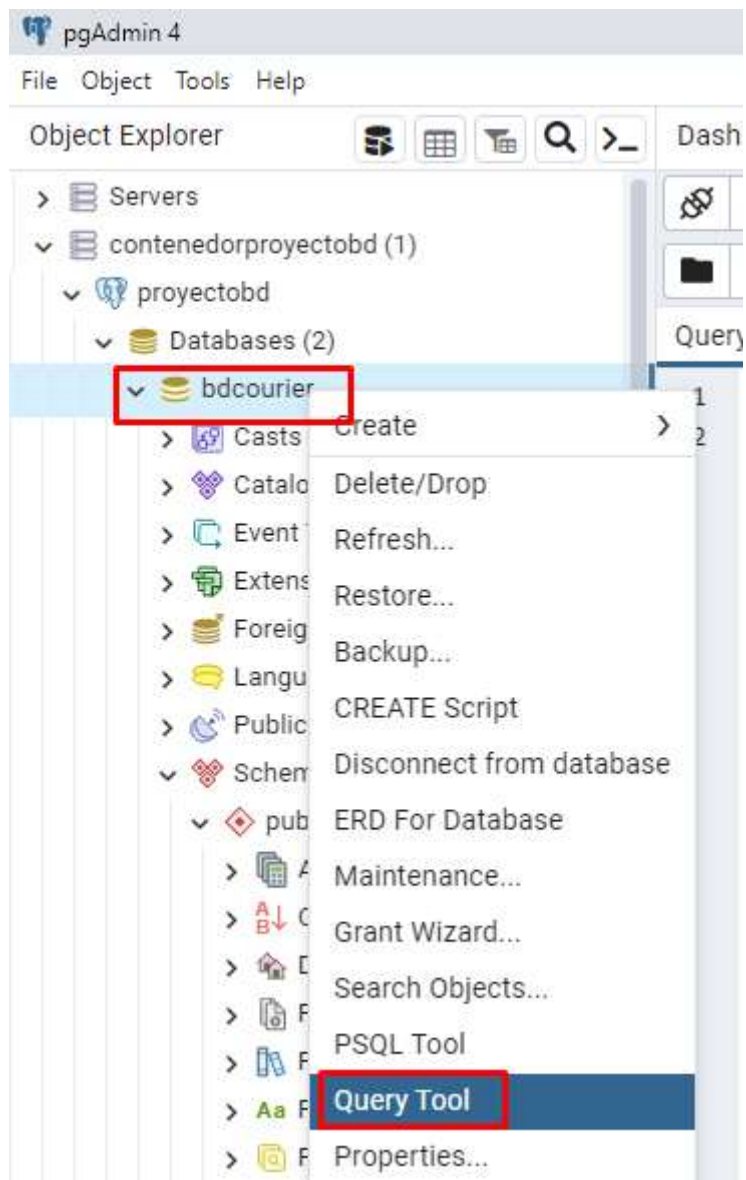 pgAdmin 4
File Object Tools Help
Object Explorer
Dash
Servers
contenedorproyectobd (1)
proyectobd
Databases (2)
Query
bdcourier
1
2
Casts
Catalo
Event
Extens
Foreig
Langu
Public
Schem
pub
Aa
Create
Delete/Drop
Refresh...
Restore...
Backup...
CREATE Script
Disconnect from database
ERD For Database
Maintenance...
Grant Wizard...
Search Objects...
PSQL Tool
Query Tool
Properties...